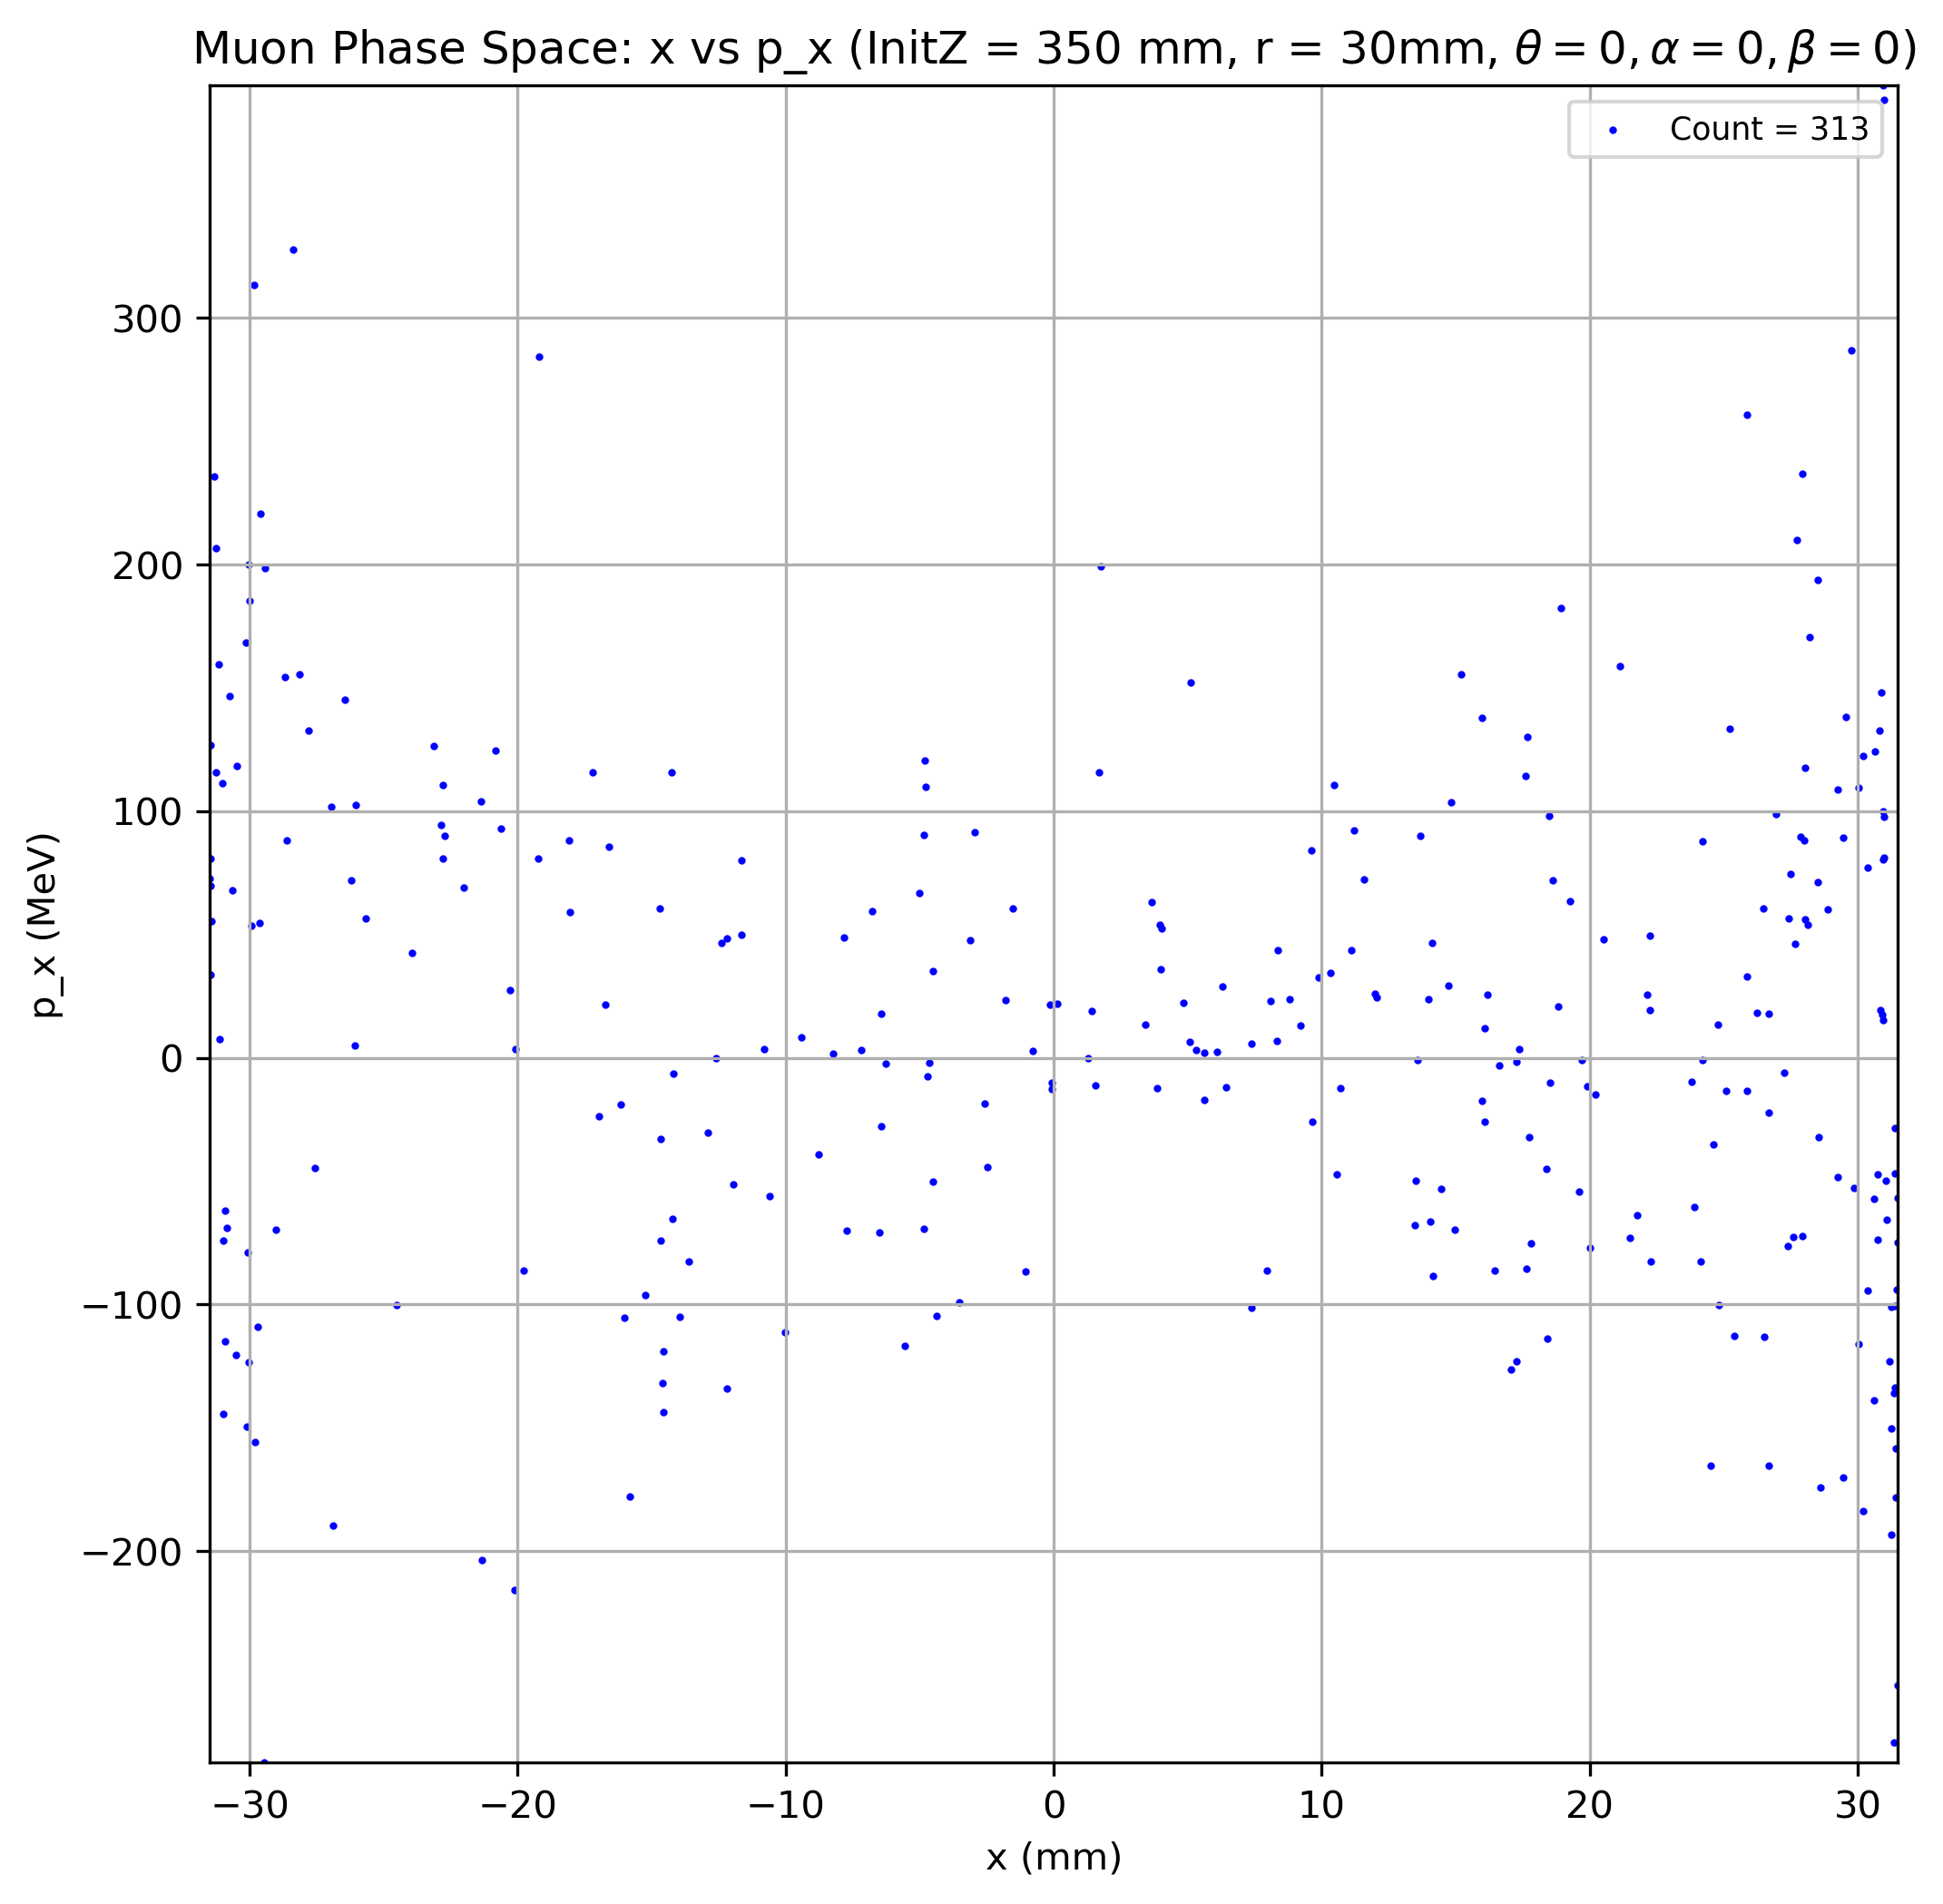 Muon Phase Space: x vs p_x (InitZ = 350 mm, r = 30mm, θ = 0, α = 0, β = 0)
Count = 313
300
200
100
0
−100
−200
p_x (MeV)
−30 −20 −10 0 10 20 30
x (mm)